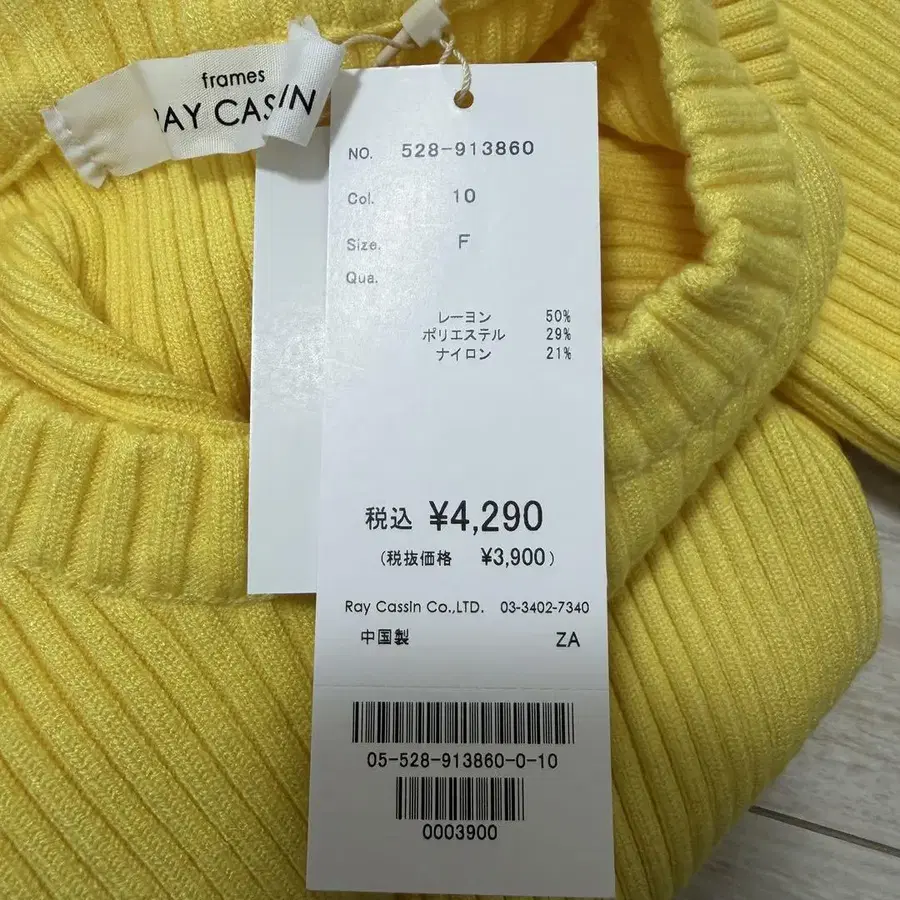 frames
RAY CASSIN
NO. 528-913860
Col. 10
Size. F
Qua.
レーヨン 50%
ポリエステル 29%
ナイロン 21%
税込 ¥4,290
(税抜価格 ¥3,900)
Ray Cassin Co.,LTD. 03-3402-7340
中国製 ZA
05-528-913860-0-10
0003900